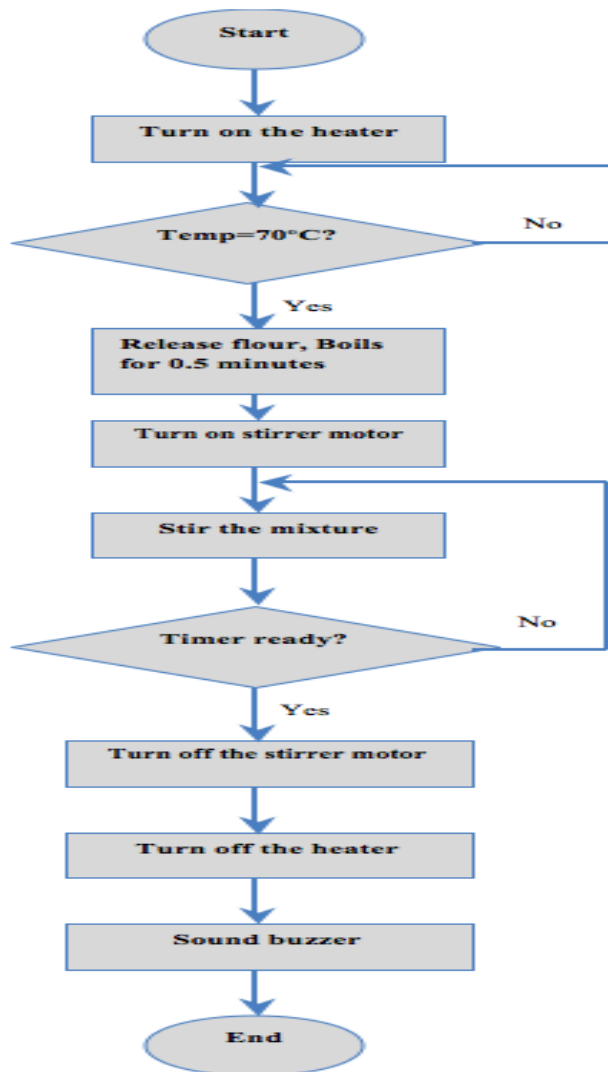 Start
Turn on the heater
Temp=70°C?
No
Yes
Release flour, Boils
for 0.5 minutes
Turn on stirrer motor
Stir the mixture
Timer ready?
No
Yes
Turn off the stirrer motor
Turn off the heater
Sound buzzer
End